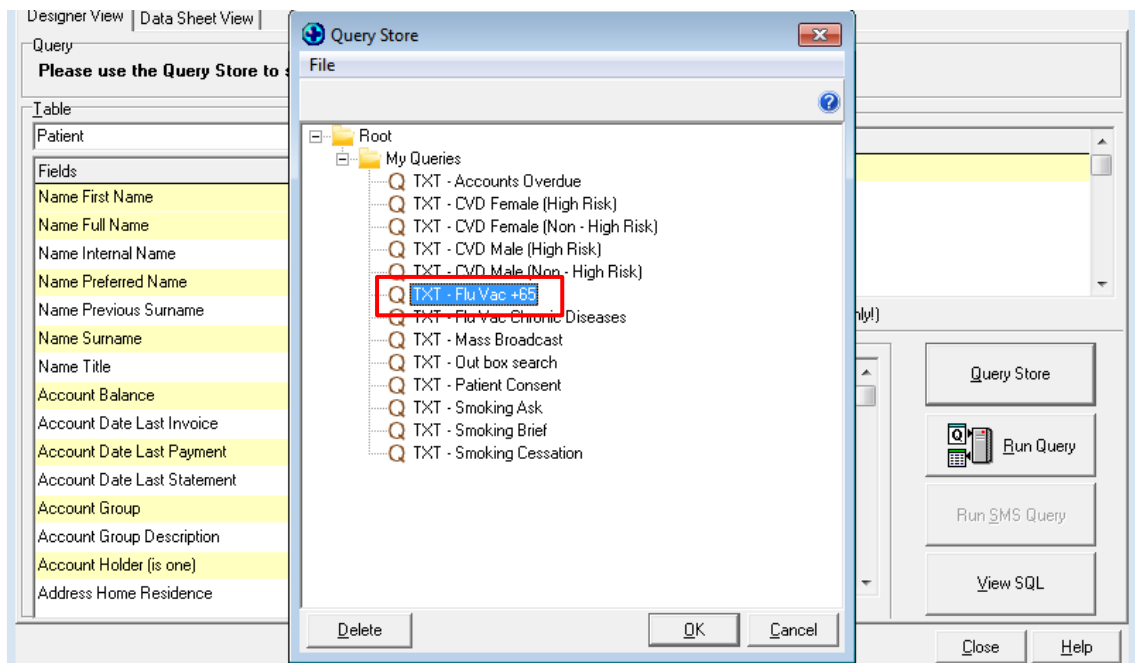 Designer View Data Sheet View
Query
Please use the Query Store to s
Table
Patient
Fields
Name First Name
Name Full Name
Name Internal Name
Name Preferred Name
Name Previous Surname
Name Surname
Name Title
Account Balance
Account Date Last Invoice
Account Date Last Payment
Account Date Last Statement
Account Group
Account Group Description
Account Holder (is one)
Address Home Residence
Query Store
File
Root
My Queries
Q TXT - Accounts Overdue
Q TXT - CVD Female (High Risk)
Q TXT - CVD Female (Non - High Risk)
Q TXT - CVD Male (High Risk)
Q TXT - CVD Male (Non - High Risk)
Q TXT - Flu Vac +65
Q TXT - Flu Vac Chronic Diseases
Q TXT - Mass Broadcast
Q TXT - Out box search
Q TXT - Patient Consent
Q TXT - Smoking Ask
Q TXT - Smoking Brief
Q TXT - Smoking Cessation
Delete OK Cancel
nly!)
Query Store
Q Run Query
Run SMS Query
View SQL
Close Help